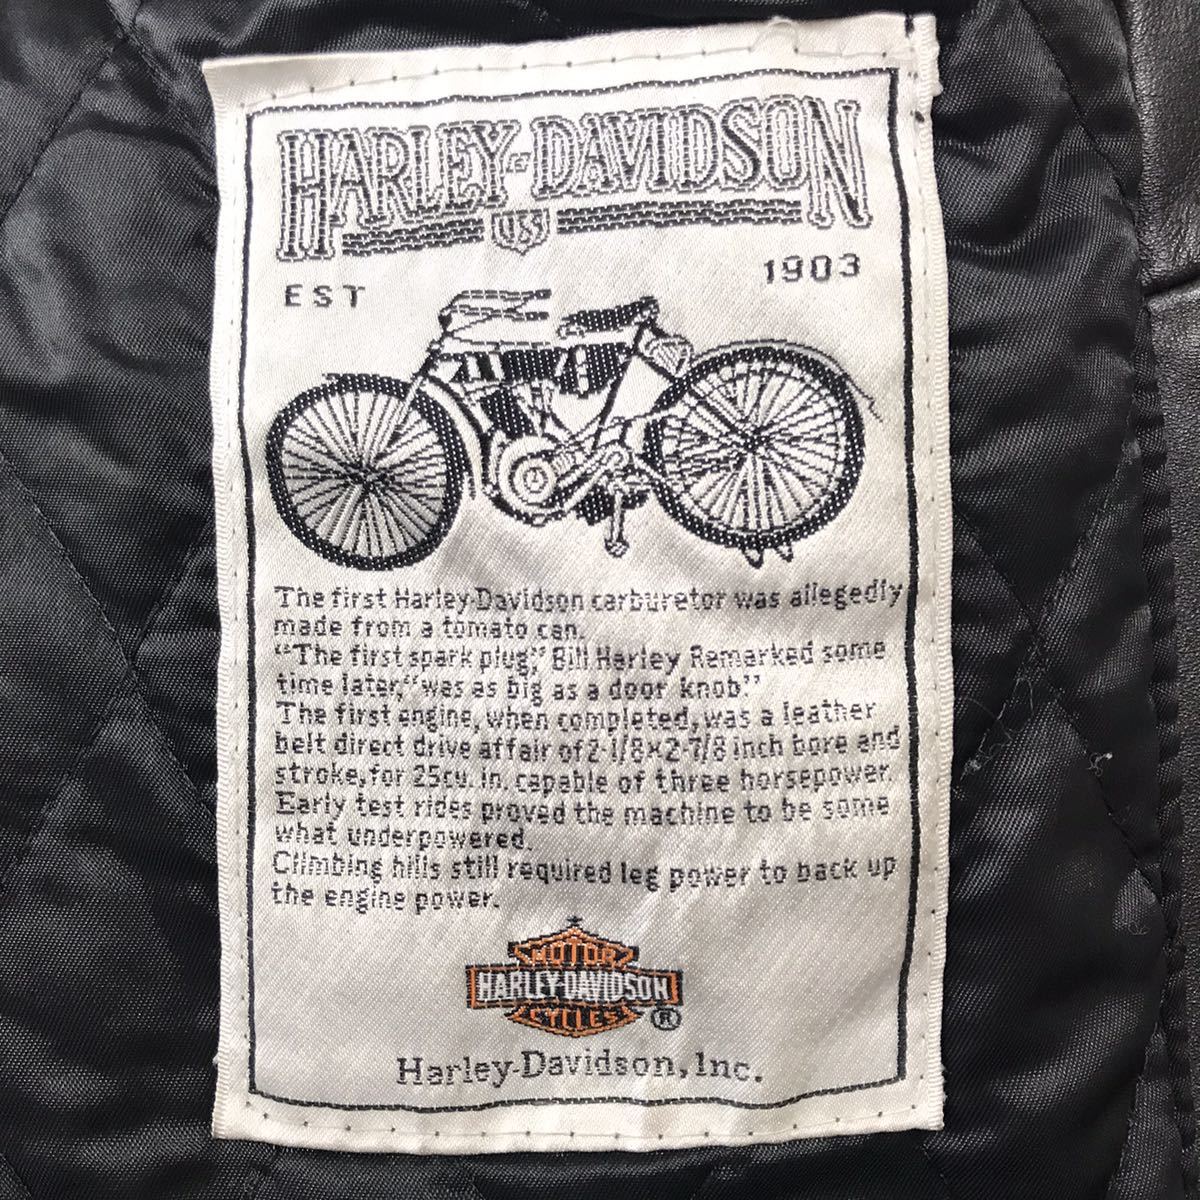 HARLEY-DAVIDSON
USS
EST 1903
The first Harley-Davidson carburetor was allegedly
made from a tomato can.
“The first spark plug,” Bill Harley Remarked some
time later,“was as big as a door knob.”
The first engine, when completed, was a leather
belt direct drive affair of 2-1/8×2-7/8 inch bore and
stroke, for 25cu. in. capable of three horsepower.
Early test rides proved the machine to be some
what underpowered.
Climbing hills still required leg power to back up
the engine power.
MOTOR
HARLEY-DAVIDSON
CYCLES ®
Harley-Davidson, Inc.